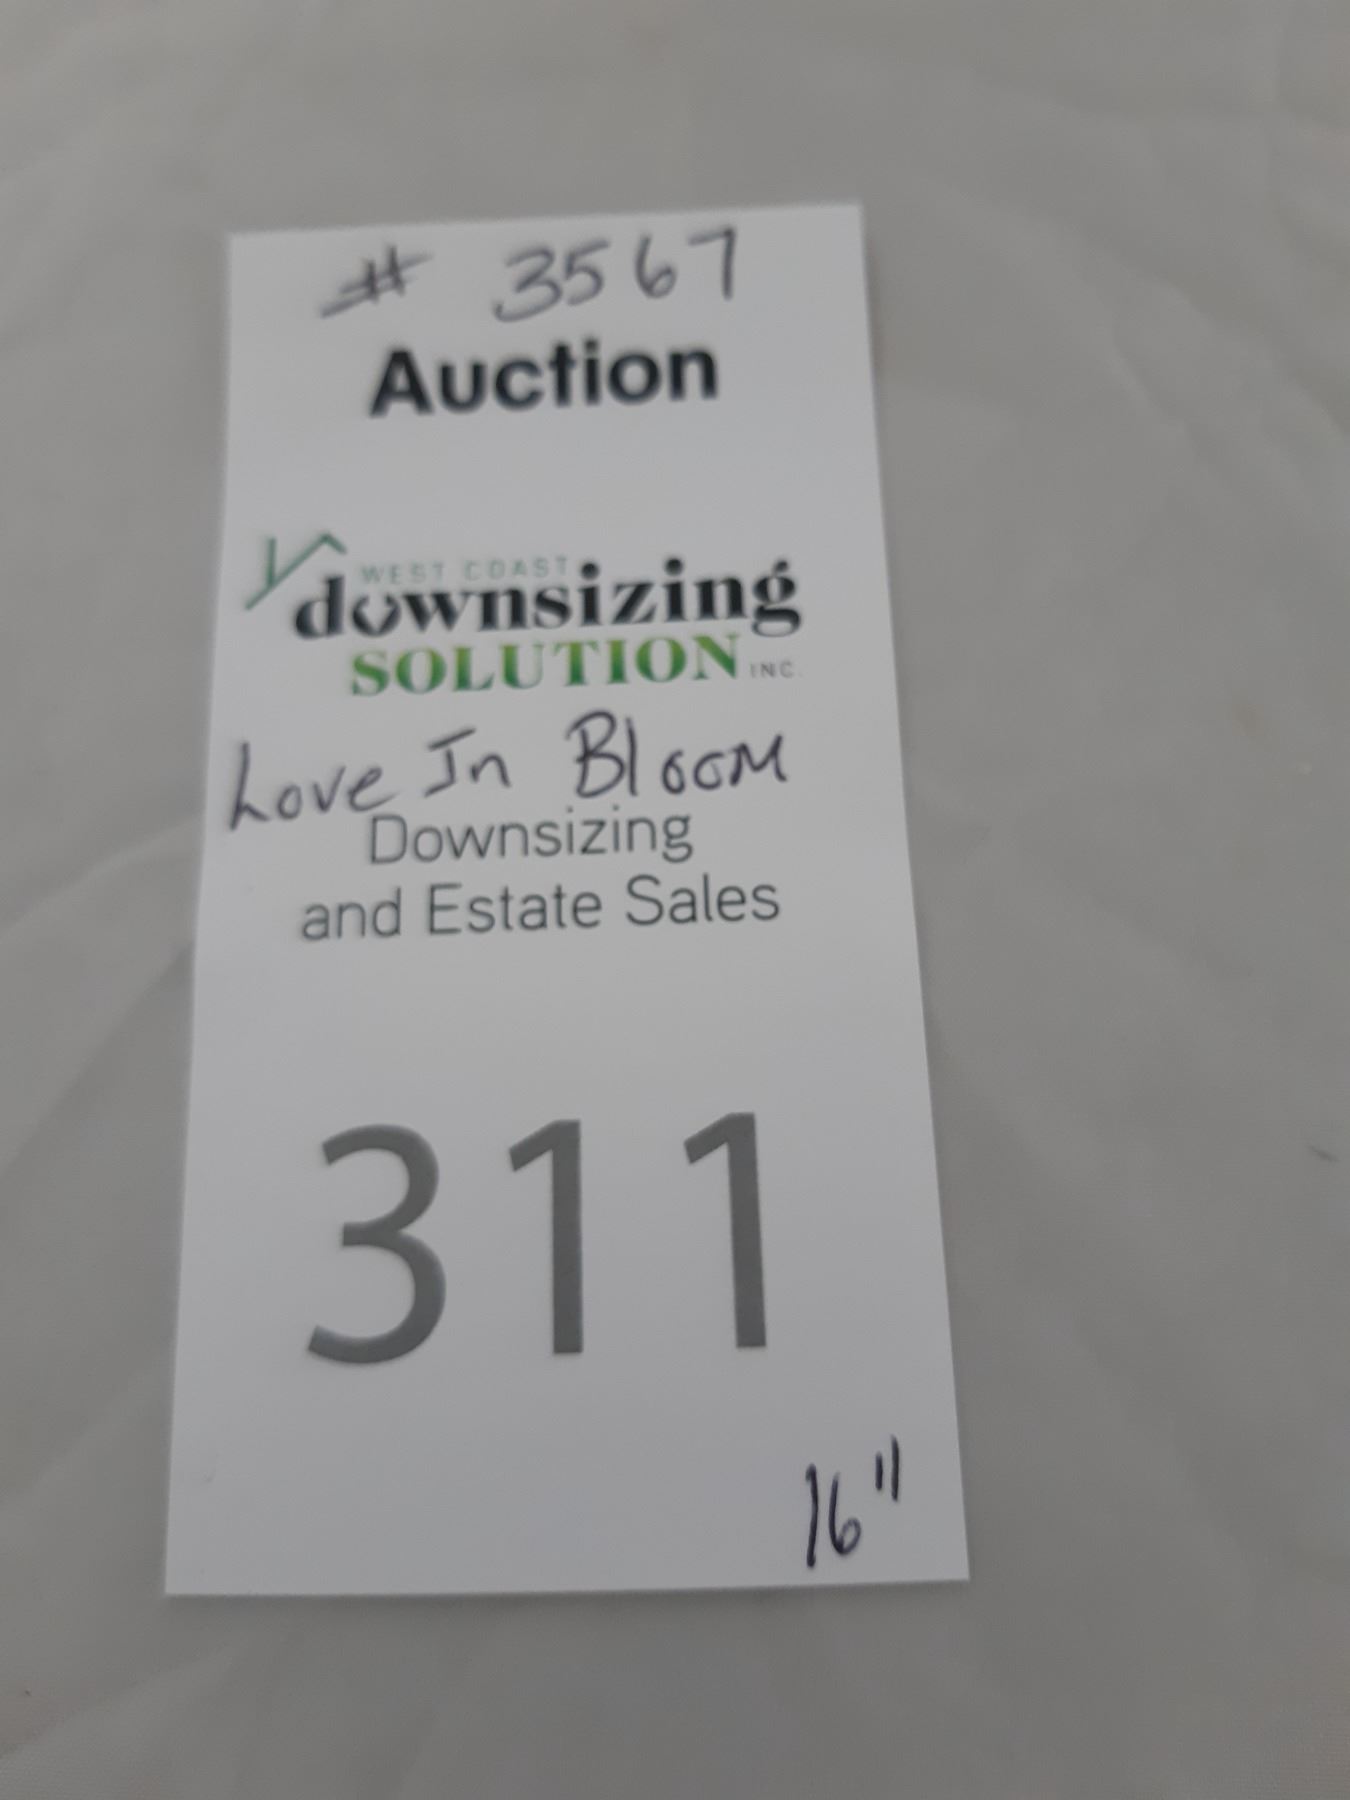 # 3567
Auction
WEST COAST
downsizing
SOLUTION INC.
Love In Bloom
Downsizing
and Estate Sales
311
16"